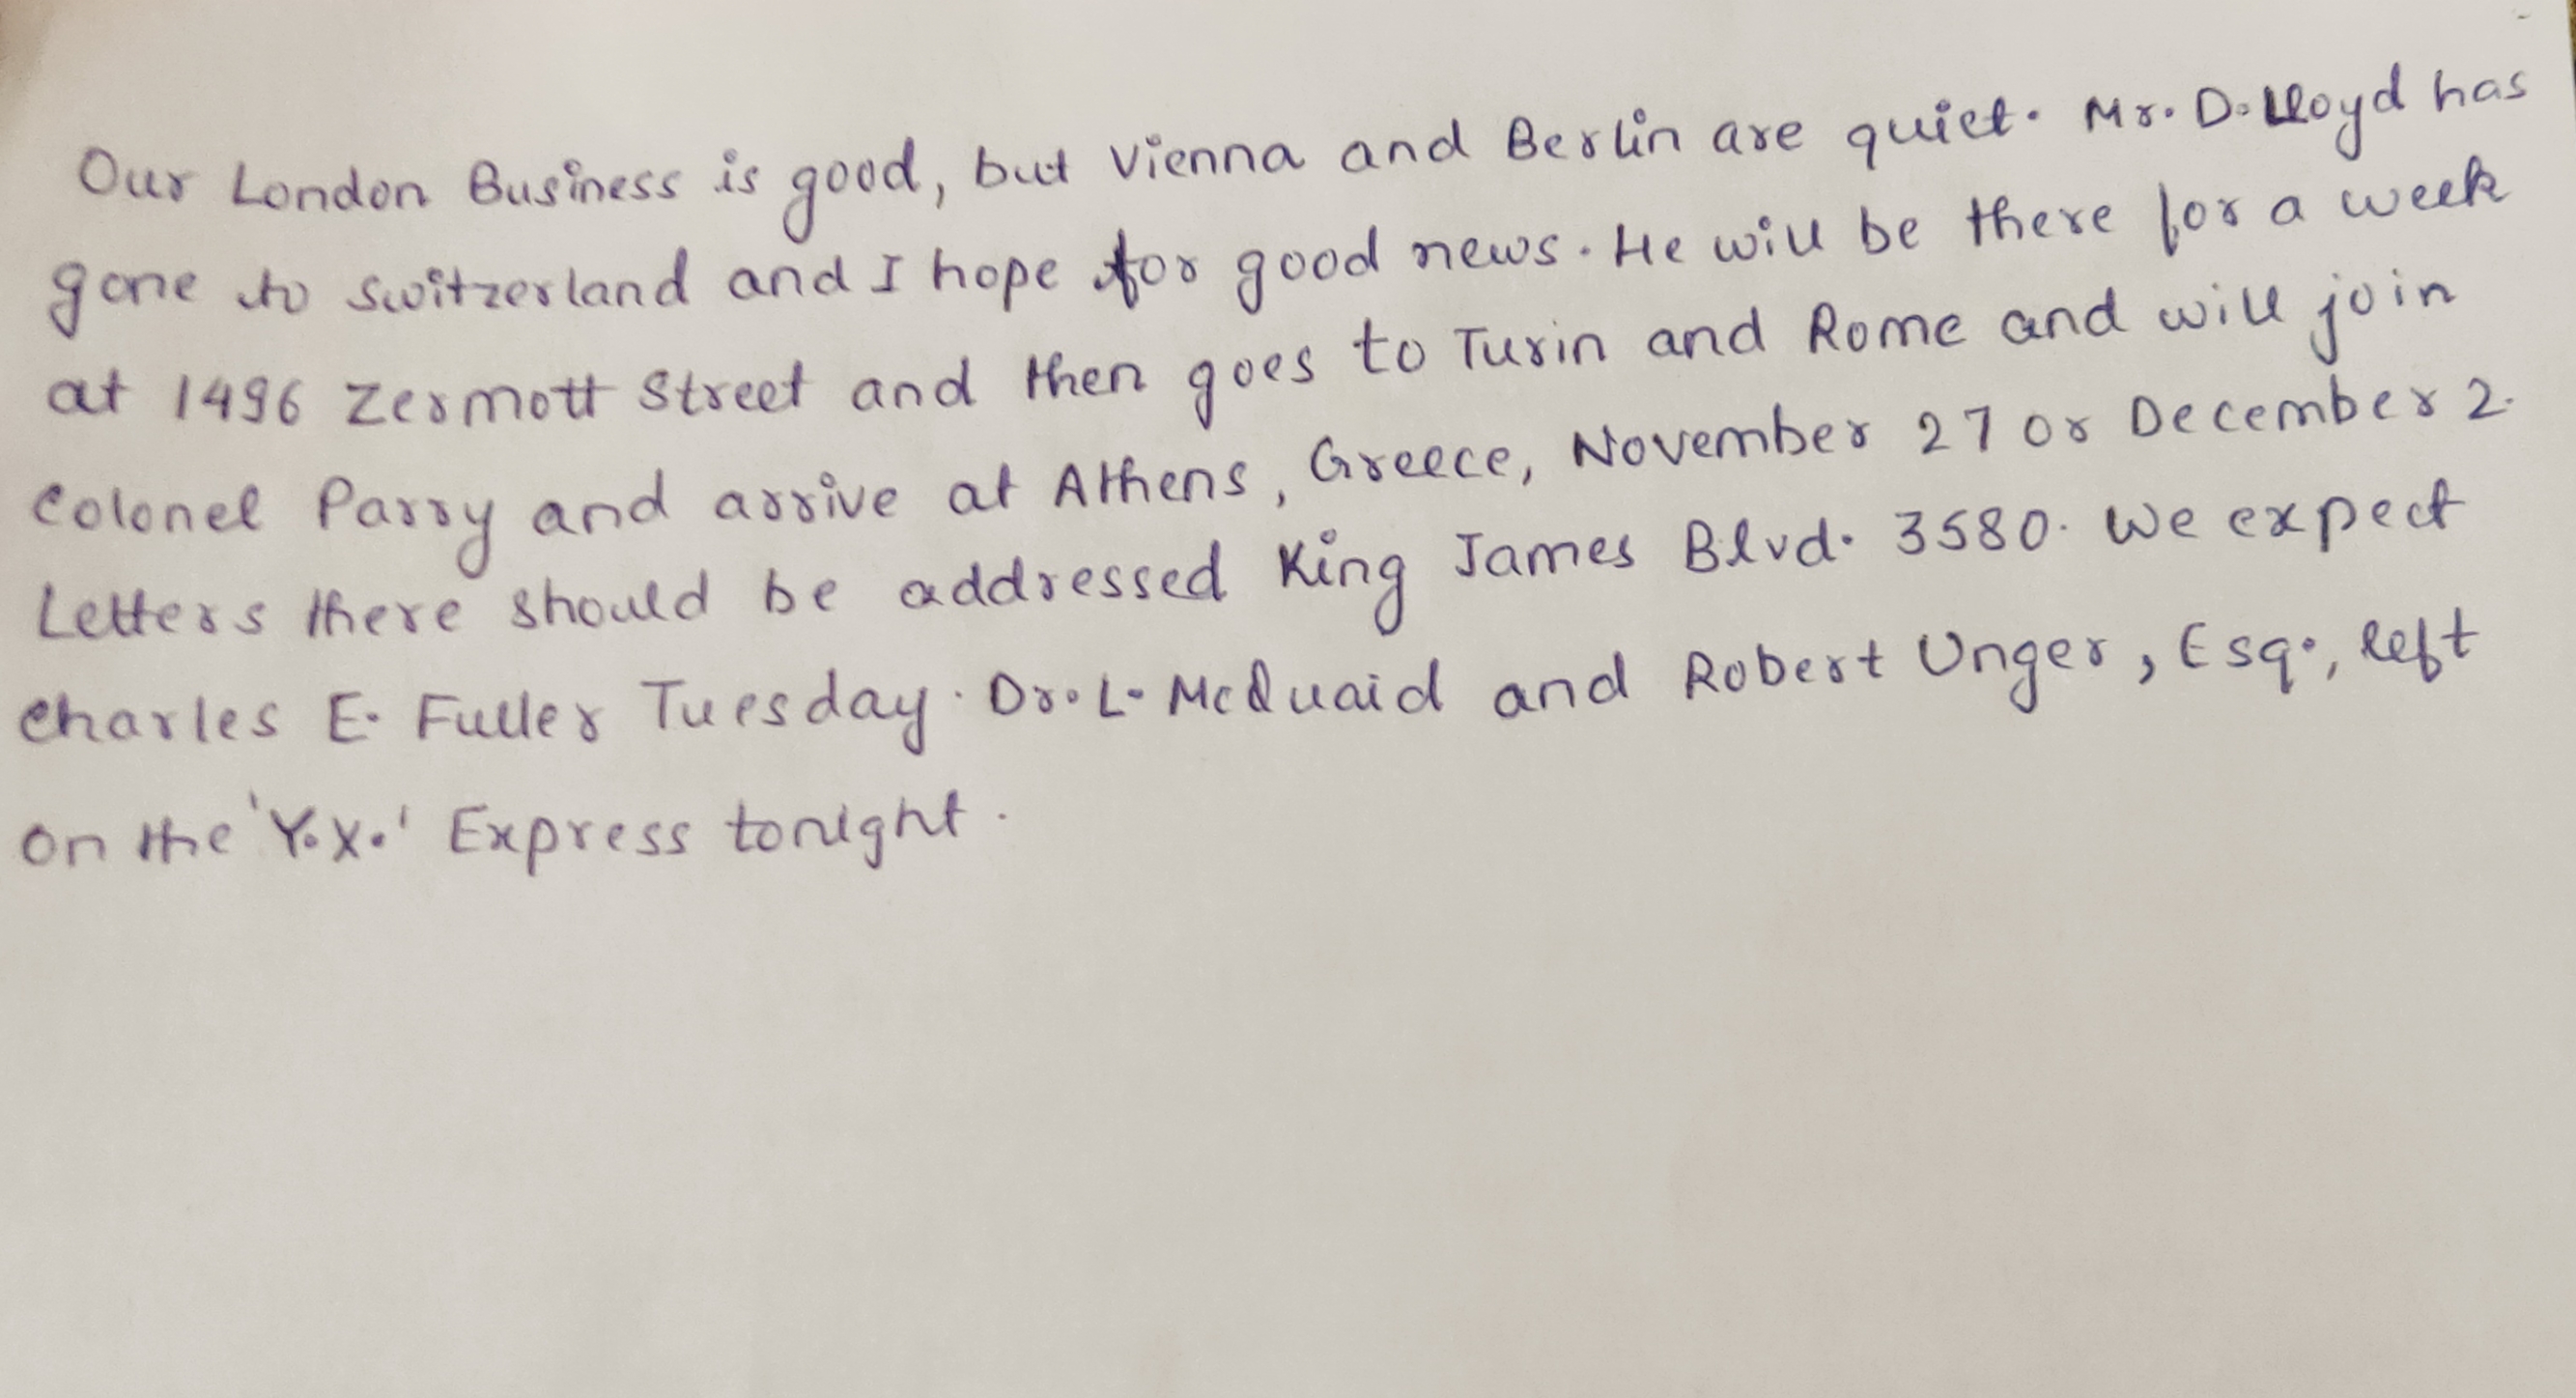 Our London Business is good, but Vienna and Berlin are quiet. Mr. D. Lloyd has
gone to Switzerland and I hope for good news. He will be there for a week
at 1496 Zermott Street and then goes to Turin and Rome and will join
Colonel Parry and arrive at Athens, Greece, November 27 or December 2.
Letters there should be addressed King James Blvd. 3580. We expect
Charles E. Fuller Tuesday. Dr. L. McQuaid and Robert Unger, Esq., left
on the 'Y.X.' Express tonight.